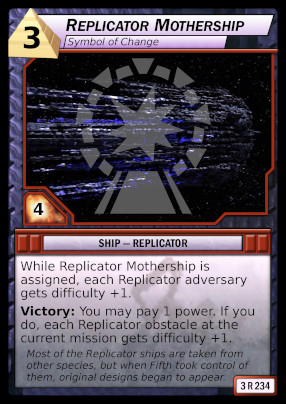 3
REPLICATOR MOTHERSHIP
Symbol of Change
4
SHIP – REPLICATOR
While Replicator Mothership is
assigned, each Replicator adversary
gets difficulty +1.
Victory: You may pay 1 power. If you
do, each Replicator obstacle at the
current mission gets difficulty +1.
Most of the Replicator ships are taken from
other species, but when Fifth took control of
them, original designs began to appear.
3 R 234